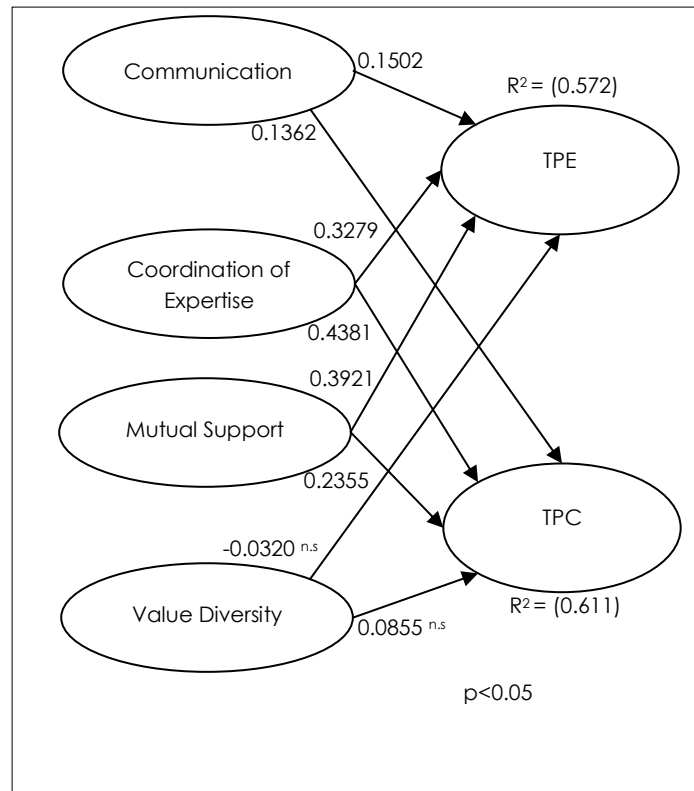 Communication
0.1502
0.1362
R² = (0.572)
TPE
0.3279
Coordination of
Expertise
0.4381
0.3921
Mutual Support
0.2355
TPC
-0.0320 n.s
Value Diversity
R² = (0.611)
0.0855 n.s
p<0.05